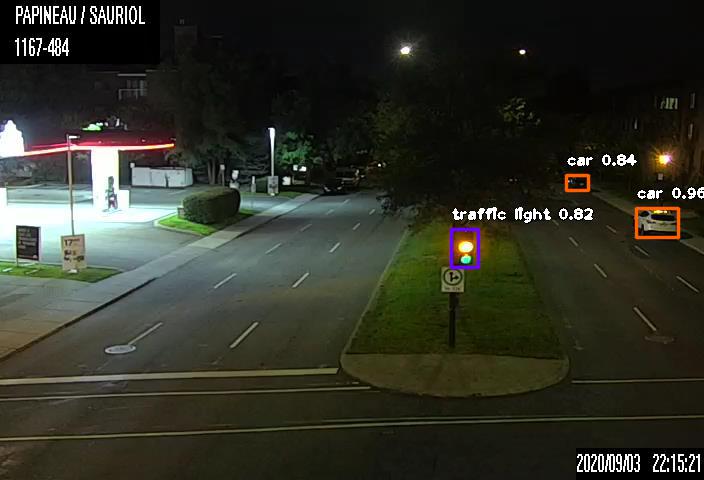 PAPINEAU / SAURIOL
1167-484
car 0.84
car 0.96
traffic light 0.82
2020/09/03 22:15:21